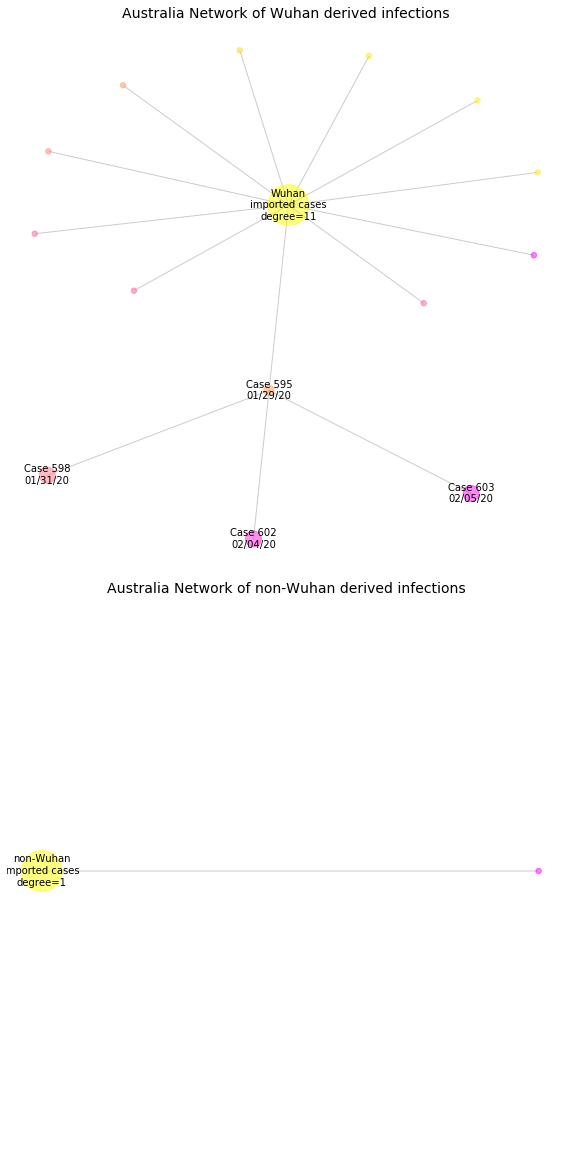 Australia Network of Wuhan derived infections
Wuhan
imported cases
degree=11
Case 595
01/29/20
Case 598
01/31/20
Case 603
02/05/20
Case 602
02/04/20
Australia Network of non-Wuhan derived infections
non-Wuhan
mported cases
degree=1